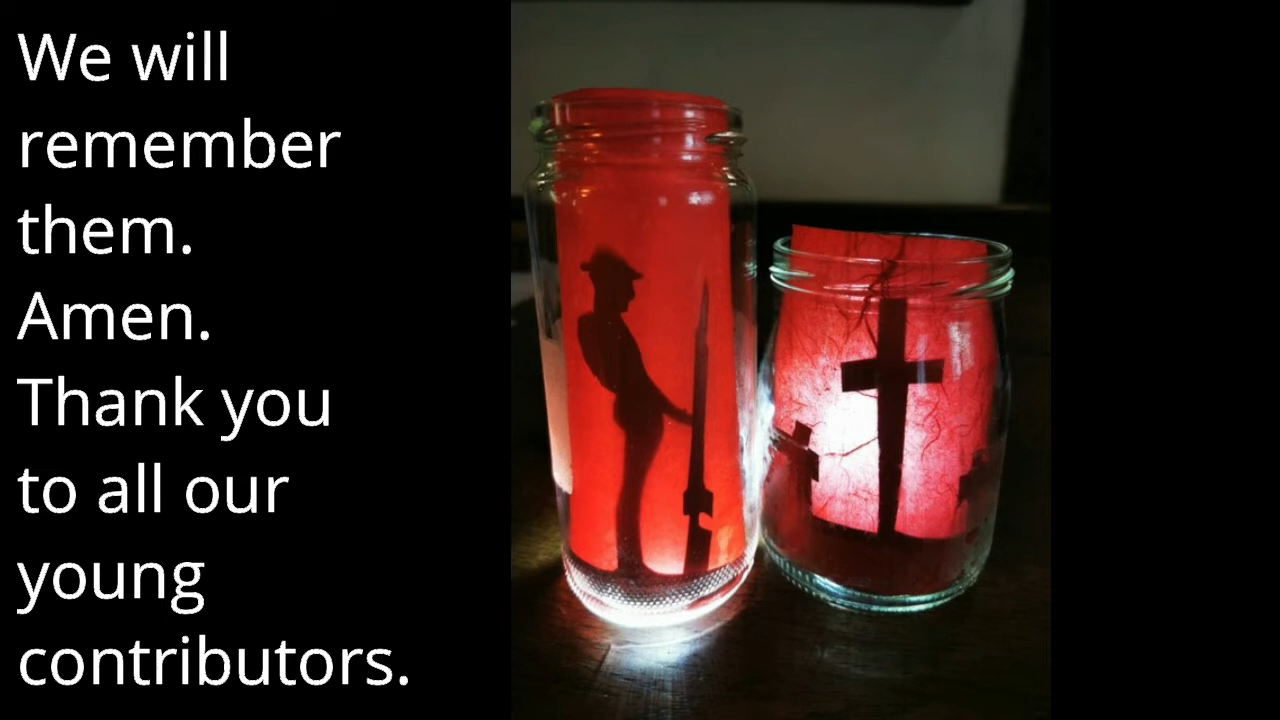 We will
remember
them.
Amen.
Thank you
to all our
young
contributors.